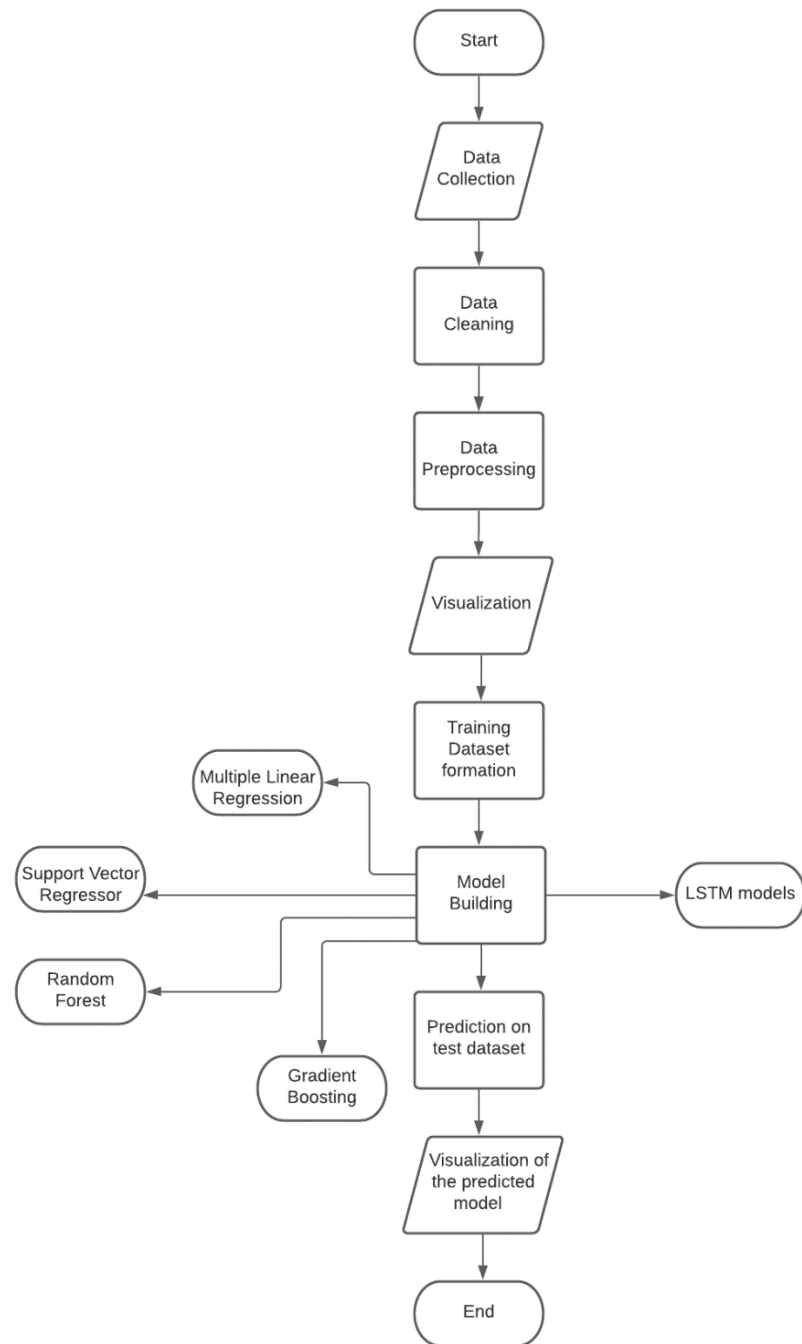 Start
Data
Collection
Data
Cleaning
Data
Preprocessing
Visualization
Training
Dataset
formation
Multiple Linear
Regression
Support Vector
Regressor
Model
Building
LSTM models
Random
Forest
Prediction on
test dataset
Gradient
Boosting
Visualization of
the predicted
model
End